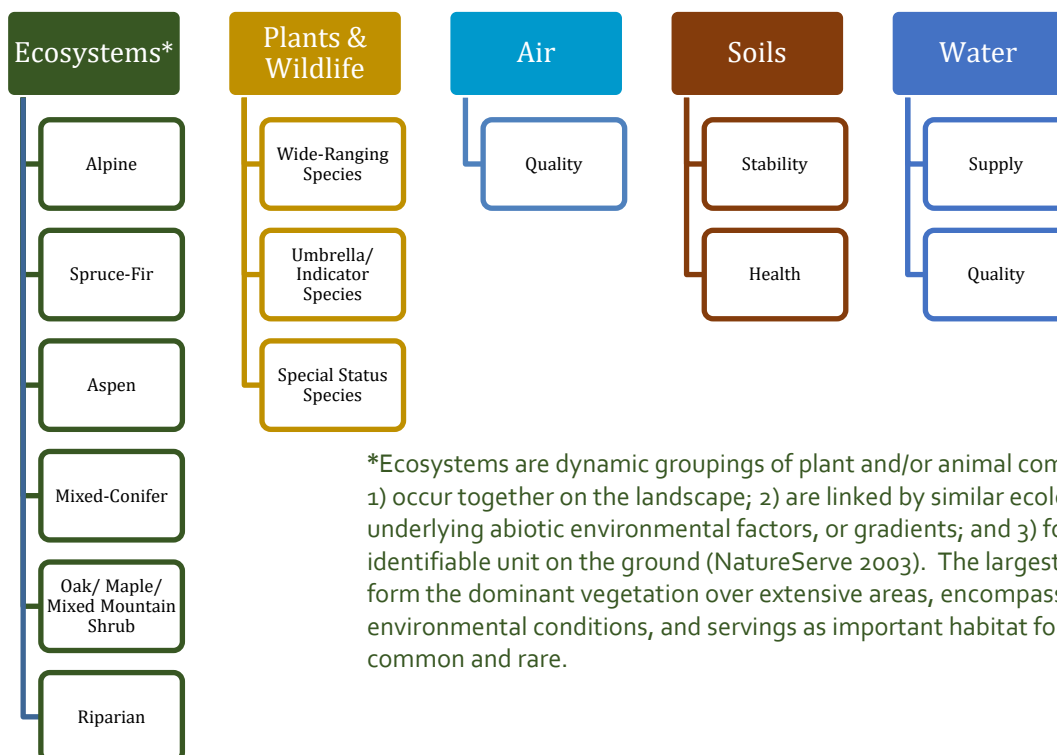 Ecosystems*
Alpine
Spruce-Fir
Aspen
Mixed-Conifer
Oak/ Maple/
Mixed Mountain
Shrub
Riparian
Plants &
Wildlife
Wide-Ranging
Species
Umbrella/
Indicator
Species
Special Status
Species
Air
Quality
Soils
Stability
Health
Water
Supply
Quality
*Ecosystems are dynamic groupings of plant and/or animal com
1) occur together on the landscape; 2) are linked by similar ecol
underlying abiotic environmental factors, or gradients; and 3) fo
identifiable unit on the ground (NatureServe 2003). The largest
form the dominant vegetation over extensive areas, encompass
environmental conditions, and servings as important habitat fo
common and rare.